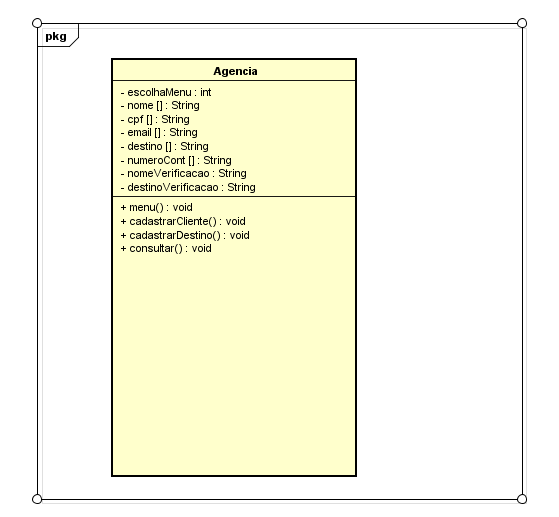 pkg
Agencia
- escolhaMenu : int
- nome [] : String
- cpf [] : String
- email [] : String
- destino [] : String
- numeroCont [] : String
- nomeVerificacao : String
- destinoVerificacao : String
+ menu() : void
+ cadastrarCliente() : void
+ cadastrarDestino() : void
+ consultar() : void